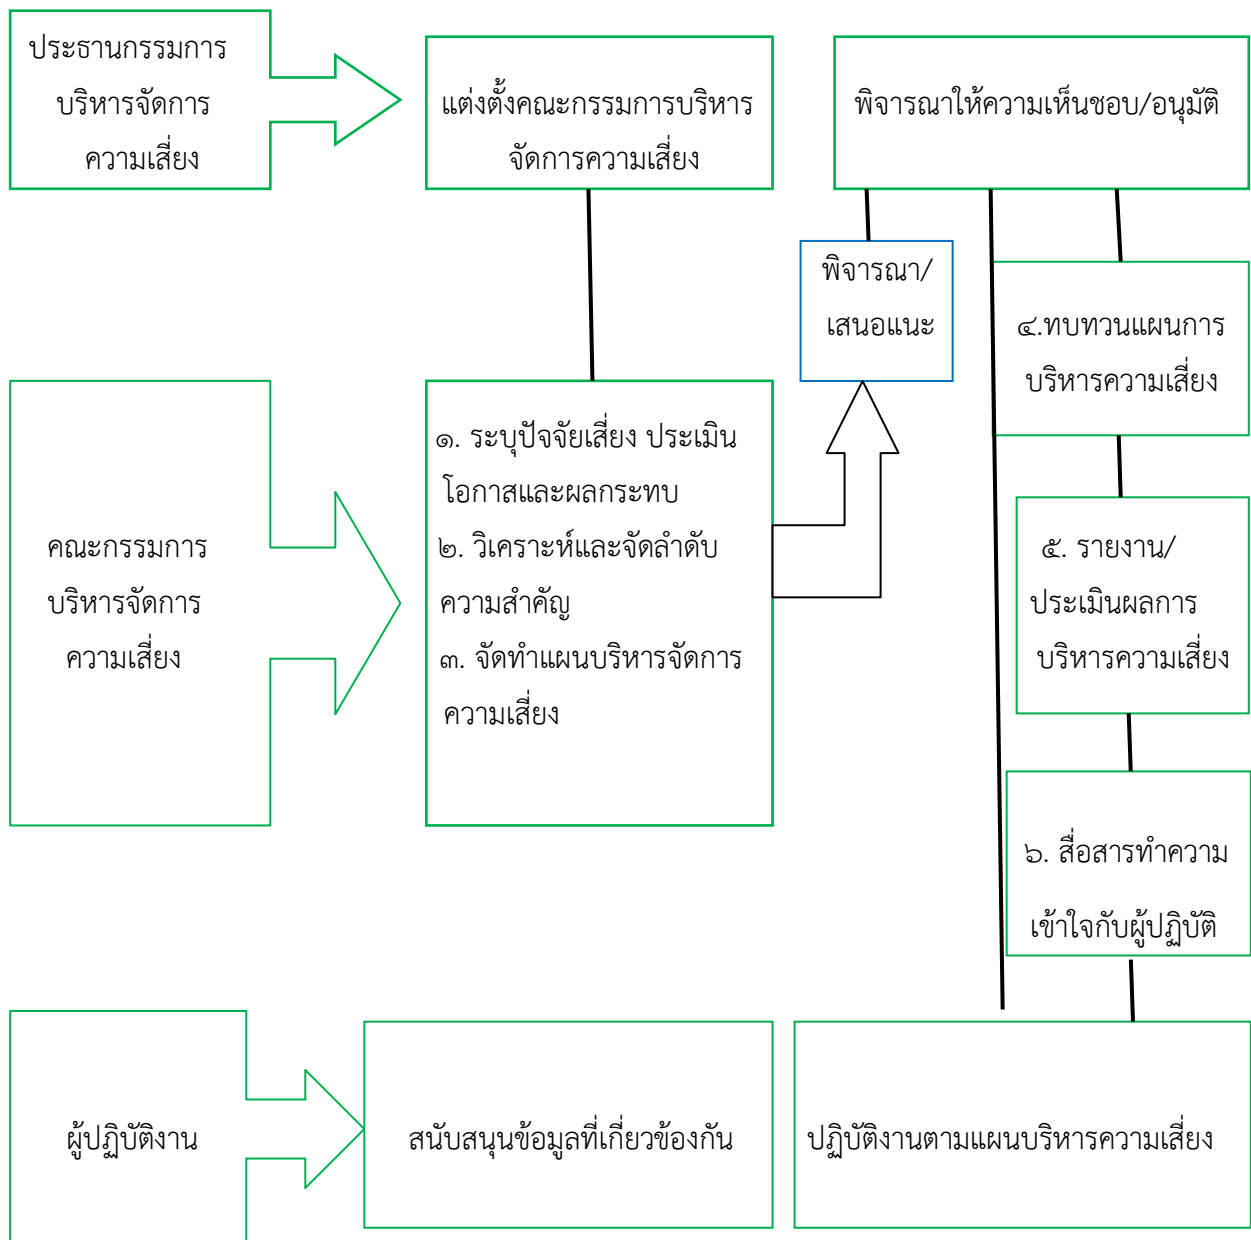 ประธานกรรมการ
บริหารจัดการ
ความเสี่ยง
แต่งตั้งคณะกรรมการบริหาร
จัดการความเสี่ยง
พิจารณาให้ความเห็นชอบ/อนุมัติ
พิจารณา/
เสนอแนะ
๔.ทบทวนแผนการ
บริหารความเสี่ยง
คณะกรรมการ
บริหารจัดการ
ความเสี่ยง
๑. ระบุปัจจัยเสี่ยง ประเมิน
โอกาสและผลกระทบ
๒. วิเคราะห์และจัดลำดับ
ความสำคัญ
๓. จัดทำแผนบริหารจัดการ
ความเสี่ยง
๕. รายงาน/
ประเมินผลการ
บริหารความเสี่ยง
๖. สื่อสารทำความ
เข้าใจกับผู้ปฏิบัติ
ผู้ปฏิบัติงาน
สนับสนุนข้อมูลที่เกี่ยวข้องกัน
ปฏิบัติงานตามแผนบริหารความเสี่ยง